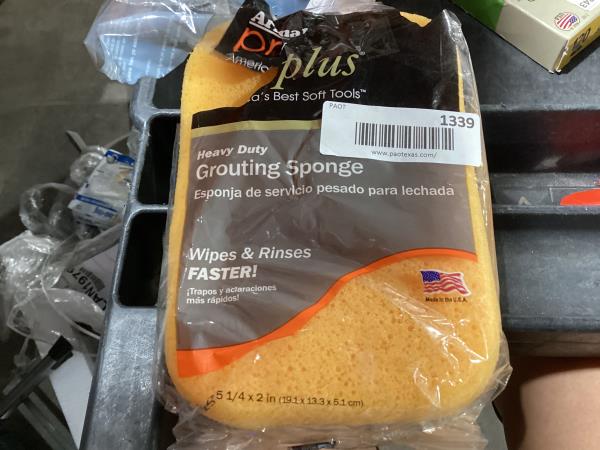 plus
's Best Soft Tools™
PAOT
1339
www.paotexas.com/
Heavy Duty
Grouting Sponge
Esponja de servicio pesado para lechada
Wipes & Rinses
FASTER!
¡Trapos y aclaraciones
más rápidos!
Made in the U.S.A.
5 1/4 x 2 in (19.1 x 13.3 x 5.1 cm)